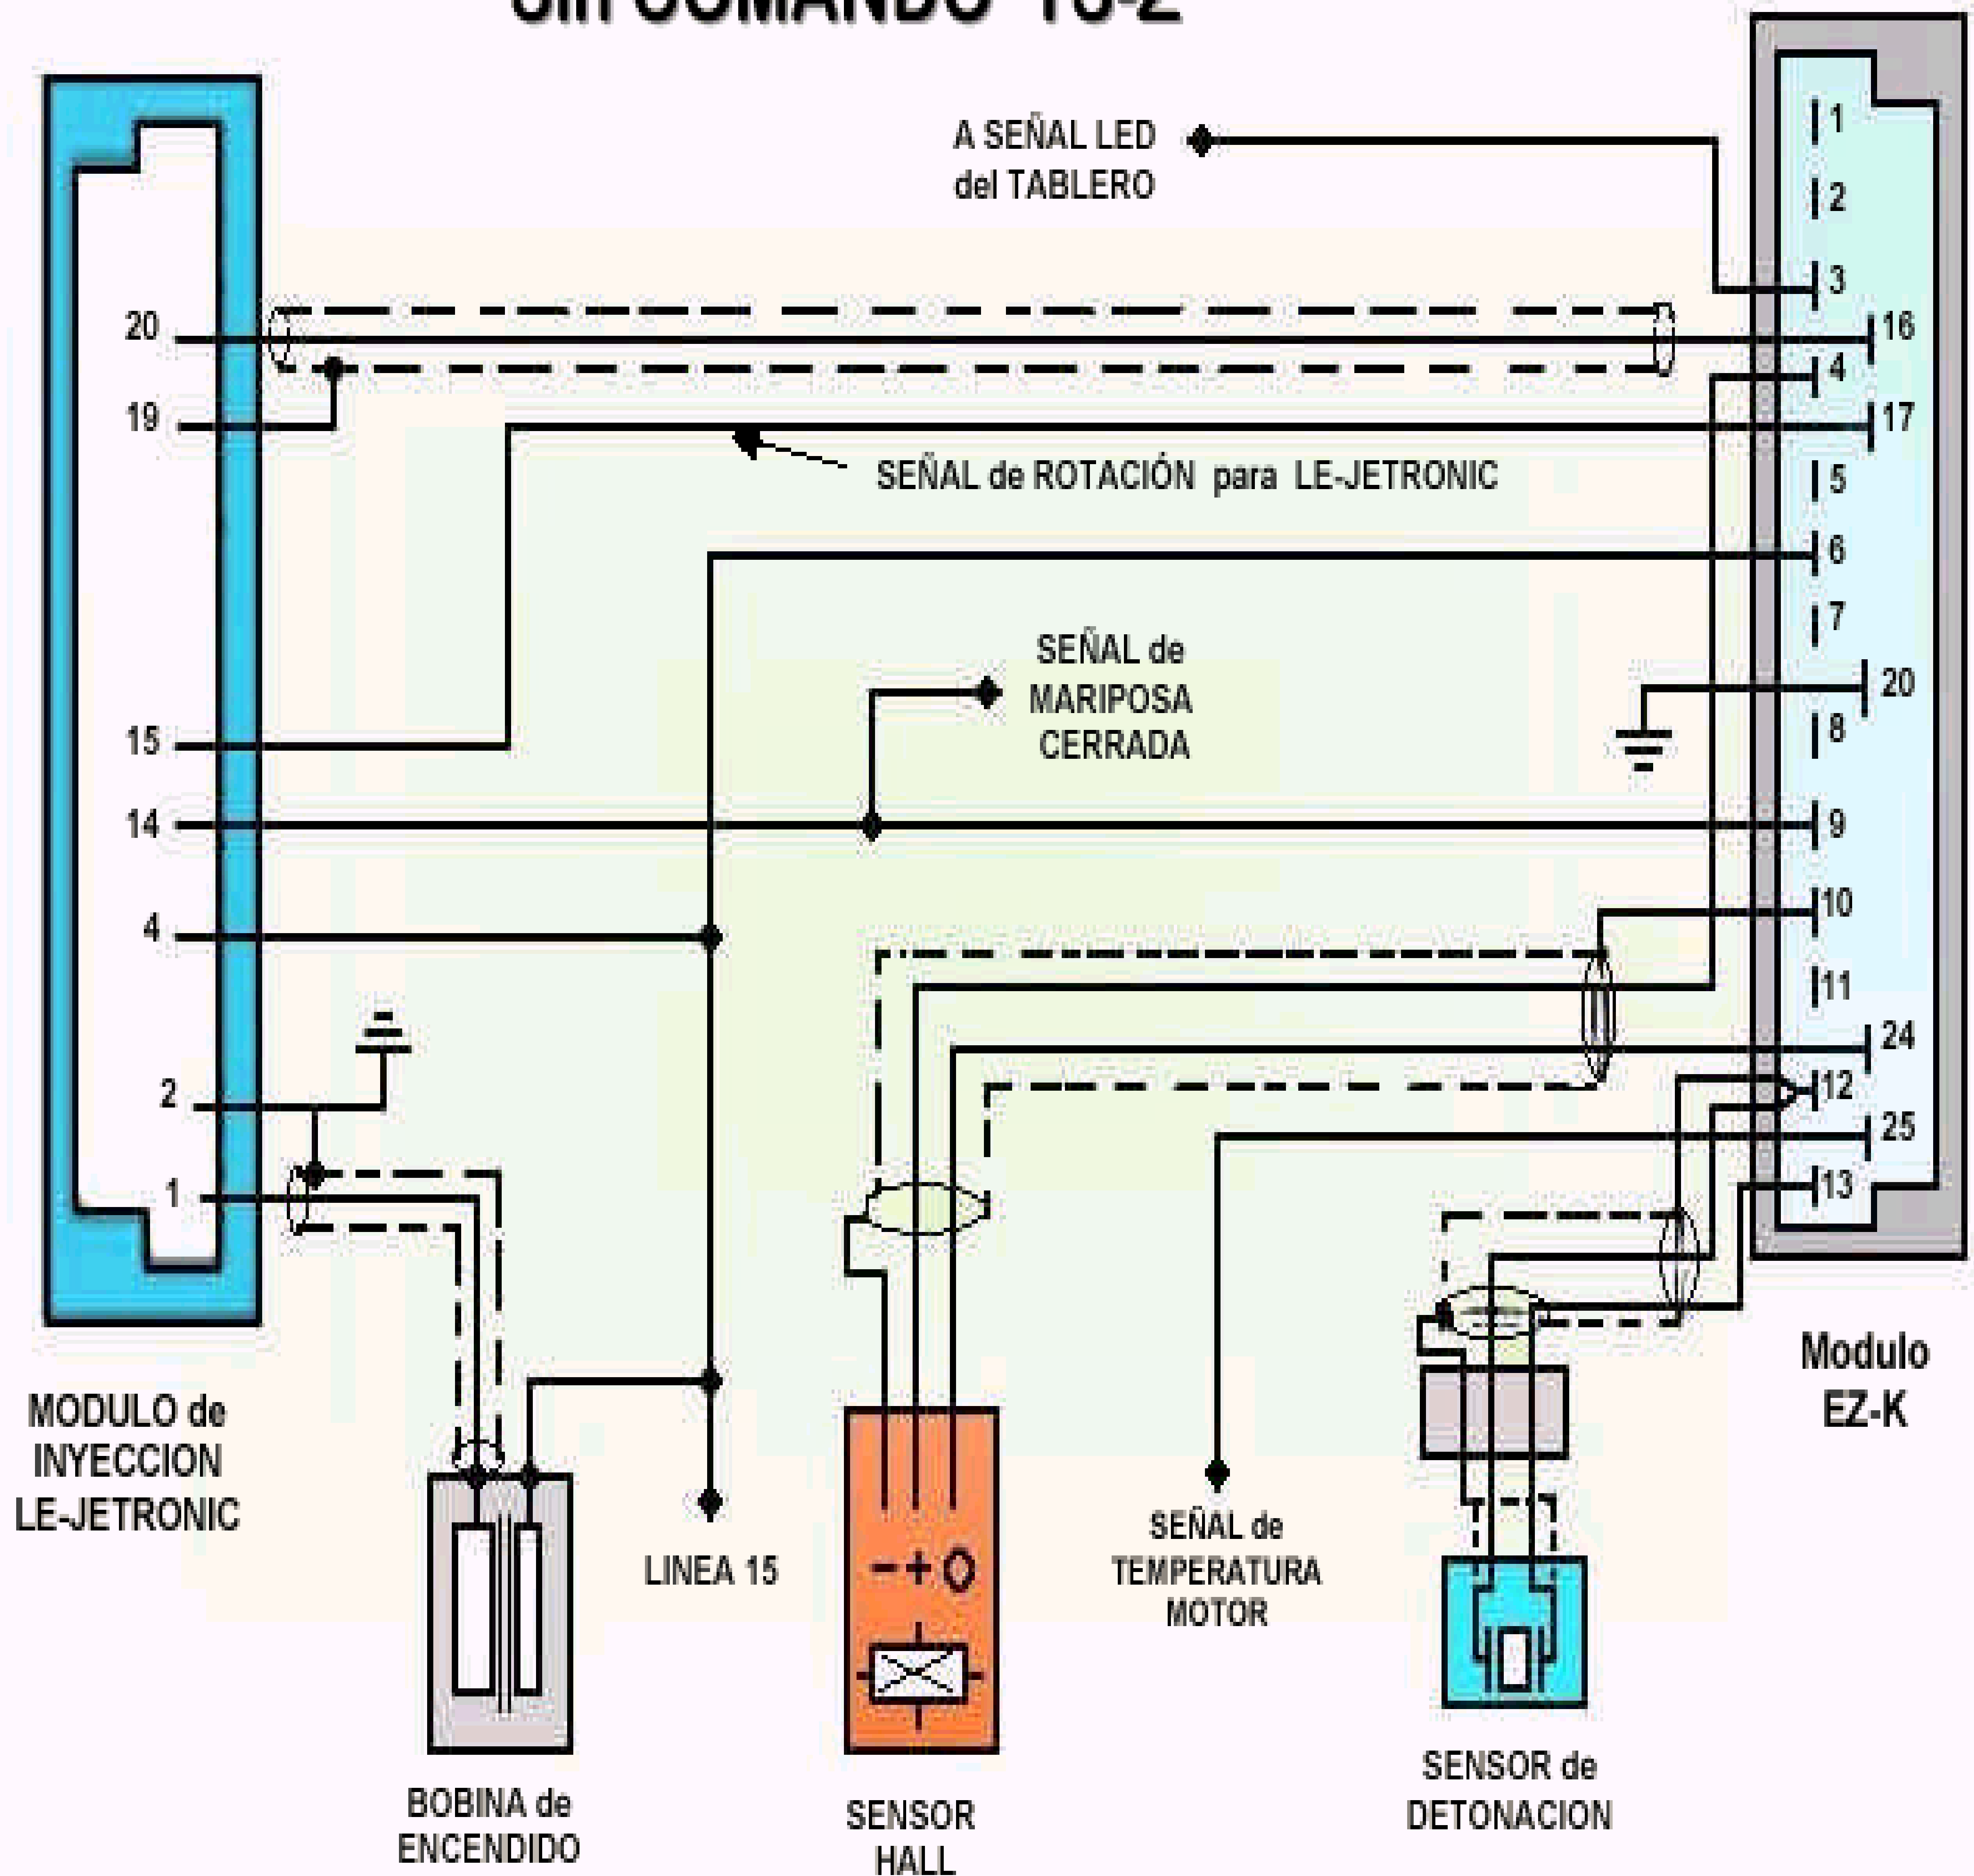 Sin COMANDO TS-Z
A SEÑAL LED
del TABLERO
1
2
3
16
4
17
5
6
7
20
8
9
10
11
24
12
25
13
20
19
15
14
4
2
1
SEÑAL de ROTACIÓN para LE-JETRONIC
SEÑAL de
MARIPOSA
CERRADA
MODULO de
INYECCION
LE-JETRONIC
Modulo
EZ-K
LINEA 15
- + O
SEÑAL de
TEMPERATURA
MOTOR
BOBINA de
ENCENDIDO
SENSOR
HALL
SENSOR de
DETONACION